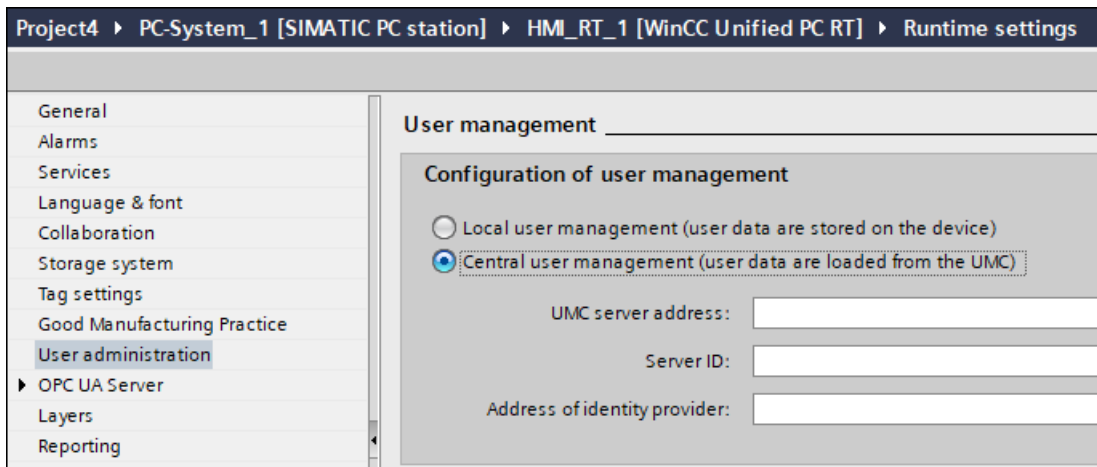 Project4 ▸ PC-System_1 [SIMATIC PC station] ▸ HMI_RT_1 [WinCC Unified PC RT] ▸ Runtime settings
General
Alarms
Services
Language & font
Collaboration
Storage system
Tag settings
Good Manufacturing Practice
User administration
OPC UA Server
Layers
Reporting
User management
Configuration of user management
Local user management (user data are stored on the device)
Central user management (user data are loaded from the UMC)
UMC server address:
Server ID:
Address of identity provider: